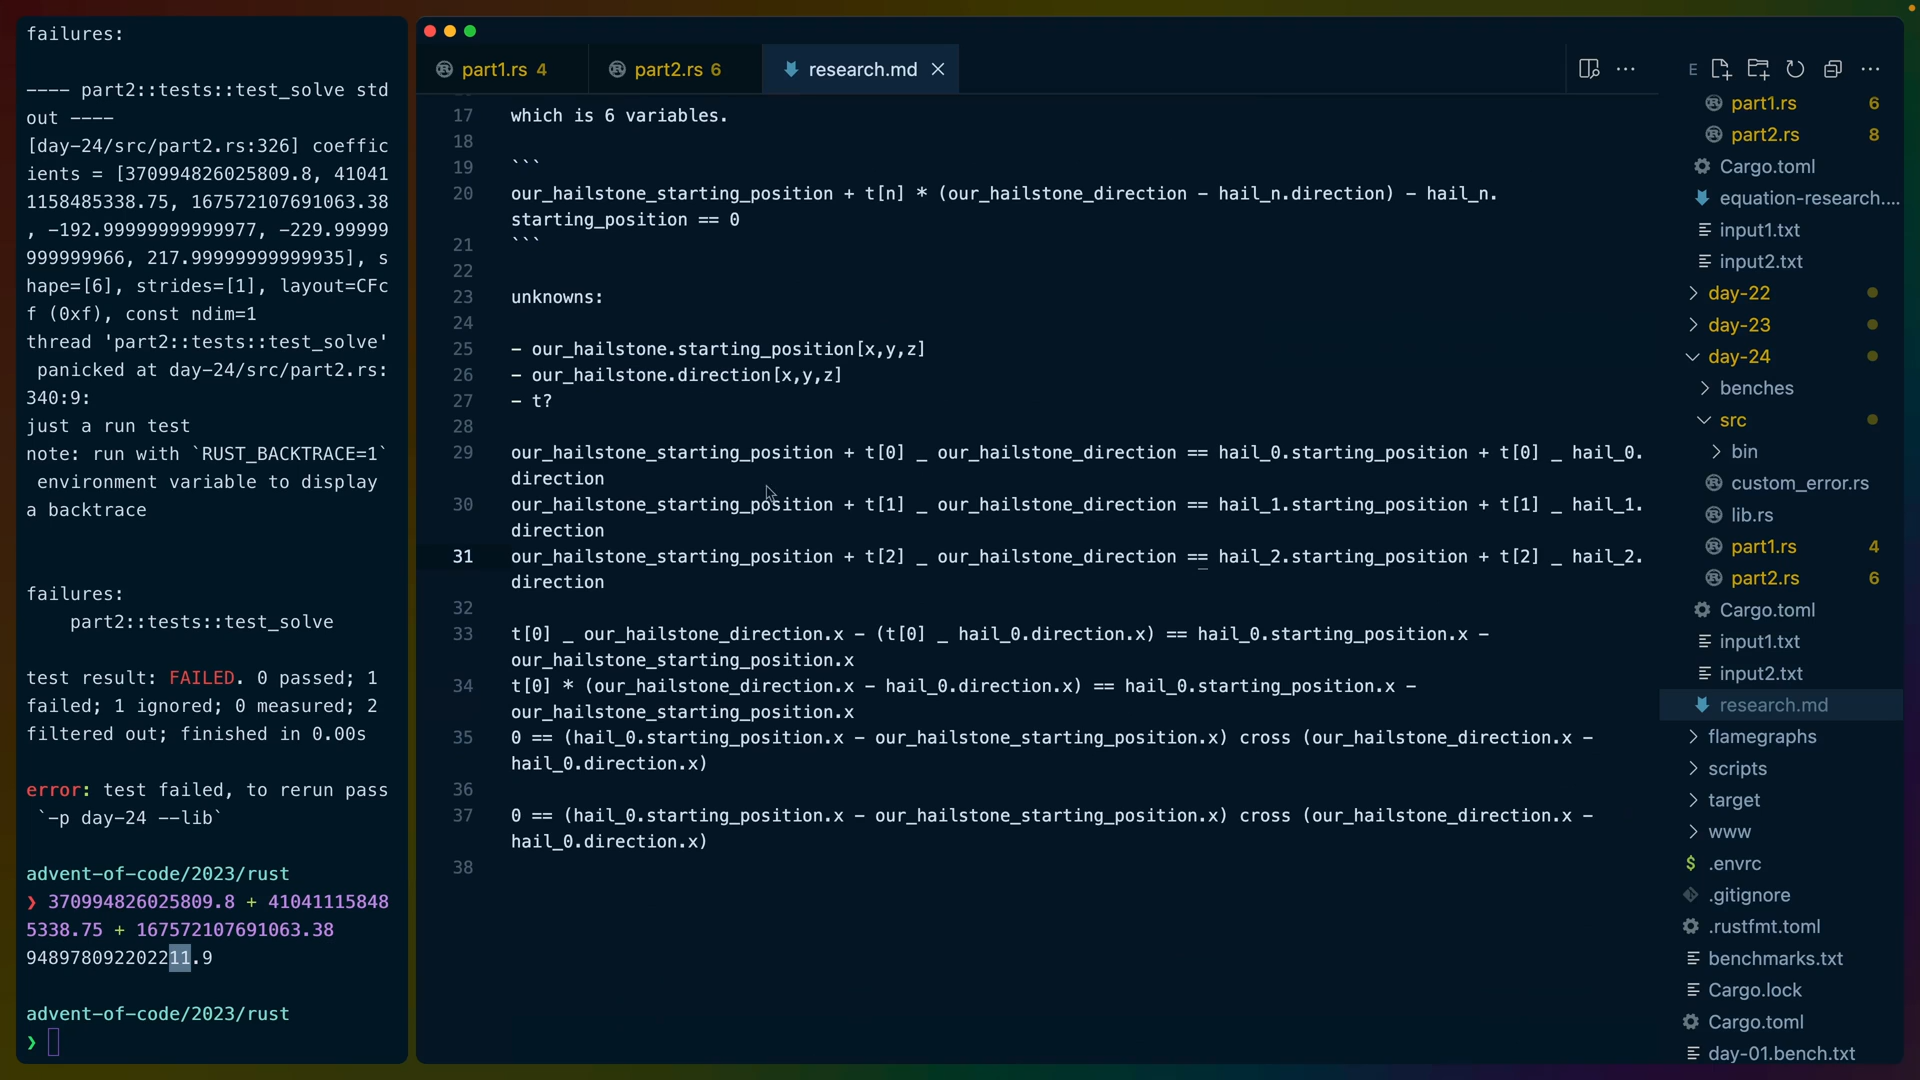 failures:
---- part2::tests::test_solve std
out ----
[day-24/src/part2.rs:326] coeffic
ients = [370994826025809.8, 41041
1158485338.75, 167572107691063.38
, -192.99999999999977, -229.99999
999999966, 217.99999999999935], s
hape=[6], strides=[1], layout=CFc
f (0xf), const ndim=1
thread 'part2::tests::test_solve'
 panicked at day-24/src/part2.rs:
340:9:
just a run test
note: run with `RUST_BACKTRACE=1`
 environment variable to display
a backtrace
failures:
    part2::tests::test_solve
test result: FAILED. 0 passed; 1
failed; 1 ignored; 0 measured; 2
filtered out; finished in 0.00s
error: test failed, to rerun pass
 `-p day-24 --lib`
advent-of-code/2023/rust
❯ 370994826025809.8 + 41041115848
5338.75 + 167572107691063.38
948978092202211.9
advent-of-code/2023/rust
❯
part1.rs 4
part2.rs 6
research.md
17 which is 6 variables.
18
19 ```
20 our_hailstone_starting_position + t[n] * (our_hailstone_direction - hail_n.direction) - hail_n.
starting_position == 0
21 ```
22
23 unknowns:
24
25 - our_hailstone.starting_position[x,y,z]
26 - our_hailstone.direction[x,y,z]
27 - t?
28
29 our_hailstone_starting_position + t[0] _ our_hailstone_direction == hail_0.starting_position + t[0] _ hail_0.
direction
30 our_hailstone_starting_position + t[1] _ our_hailstone_direction == hail_1.starting_position + t[1] _ hail_1.
direction
31 our_hailstone_starting_position + t[2] _ our_hailstone_direction == hail_2.starting_position + t[2] _ hail_2.
direction
32
33 t[0] _ our_hailstone_direction.x - (t[0] _ hail_0.direction.x) == hail_0.starting_position.x -
our_hailstone_starting_position.x
34 t[0] * (our_hailstone_direction.x - hail_0.direction.x) == hail_0.starting_position.x -
our_hailstone_starting_position.x
35 0 == (hail_0.starting_position.x - our_hailstone_starting_position.x) cross (our_hailstone_direction.x -
hail_0.direction.x)
36
37 0 == (hail_0.starting_position.x - our_hailstone_starting_position.x) cross (our_hailstone_direction.x -
hail_0.direction.x)
38
E
part1.rs 6
part2.rs 8
Cargo.toml
equation-research....
input1.txt
input2.txt
day-22
day-23
day-24
benches
src
bin
custom_error.rs
lib.rs
part1.rs 4
part2.rs 6
Cargo.toml
input1.txt
input2.txt
research.md
flamegraphs
scripts
target
www
.envrc
.gitignore
.rustfmt.toml
benchmarks.txt
Cargo.lock
Cargo.toml
day-01.bench.txt